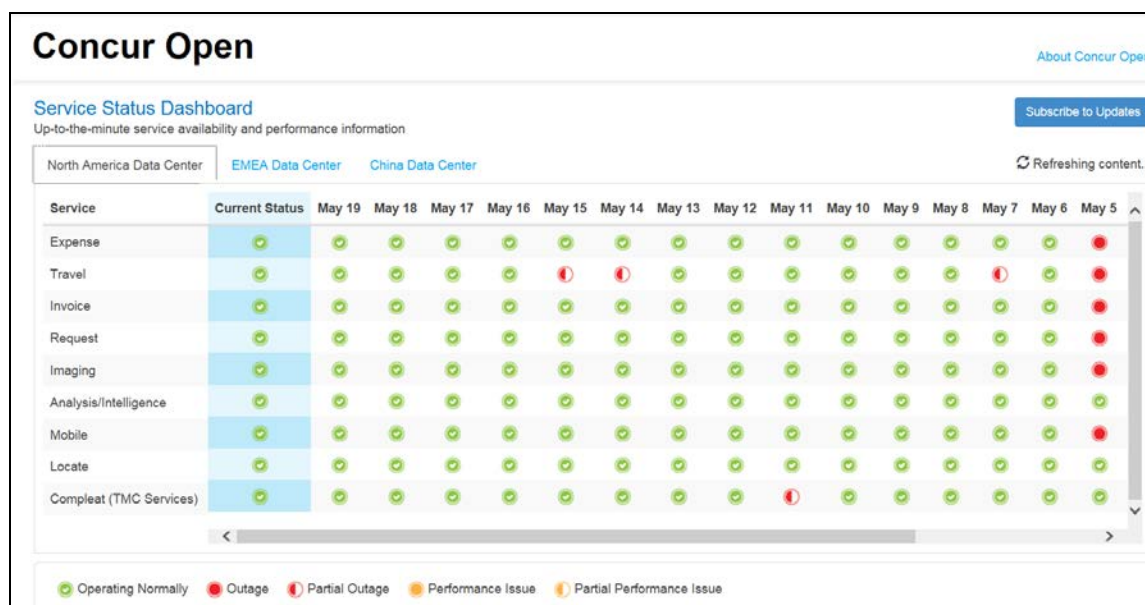 Concur Open
About Concur Ope
Service Status Dashboard
Up-to-the-minute service availability and performance information
Subscribe to Updates
North America Data Center EMEA Data Center China Data Center Refreshing content.
Service Current Status May 19 May 18 May 17 May 16 May 15 May 14 May 13 May 12 May 11 May 10 May 9 May 8 May 7 May 6 May 5
Expense
Travel
Invoice
Request
Imaging
Analysis/Intelligence
Mobile
Locate
Compleat (TMC Services)
Operating Normally Outage Partial Outage Performance Issue Partial Performance Issue